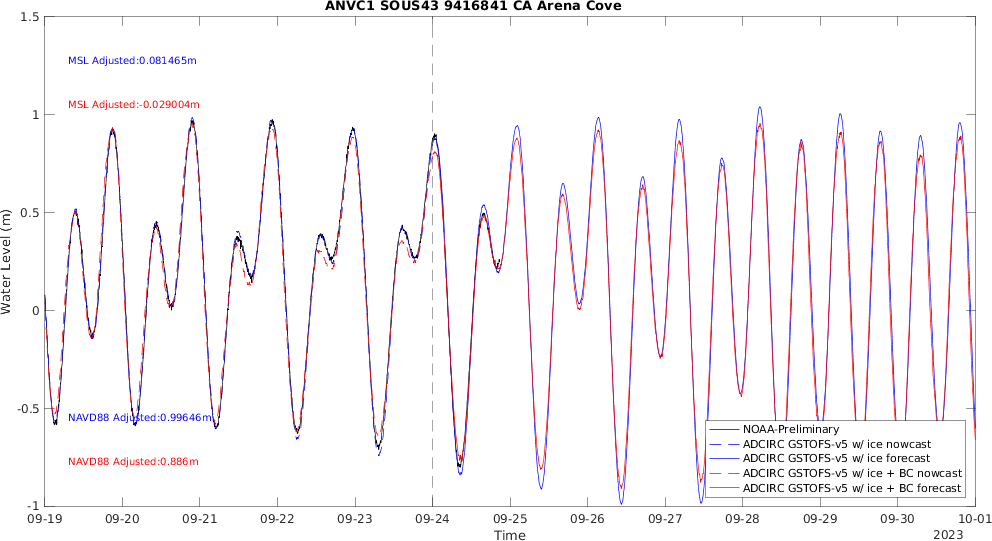 ANVC1 SOUS43 9416841 CA Arena Cove
1.5
1
0.5
0
-0.5
-1
Water Level (m)
MSL Adjusted:0.081465m
MSL Adjusted:-0.029004m
NAVD88 Adjusted:0.99646m
NAVD88 Adjusted:0.886m
NOAA-Preliminary
ADCIRC GSTOFS-v5 w/ ice nowcast
ADCIRC GSTOFS-v5 w/ ice forecast
ADCIRC GSTOFS-v5 w/ ice + BC nowcast
ADCIRC GSTOFS-v5 w/ ice + BC forecast
09-19 09-20 09-21 09-22 09-23 09-24 09-25 09-26 09-27 09-28 09-29 09-30 10-01
Time
2023